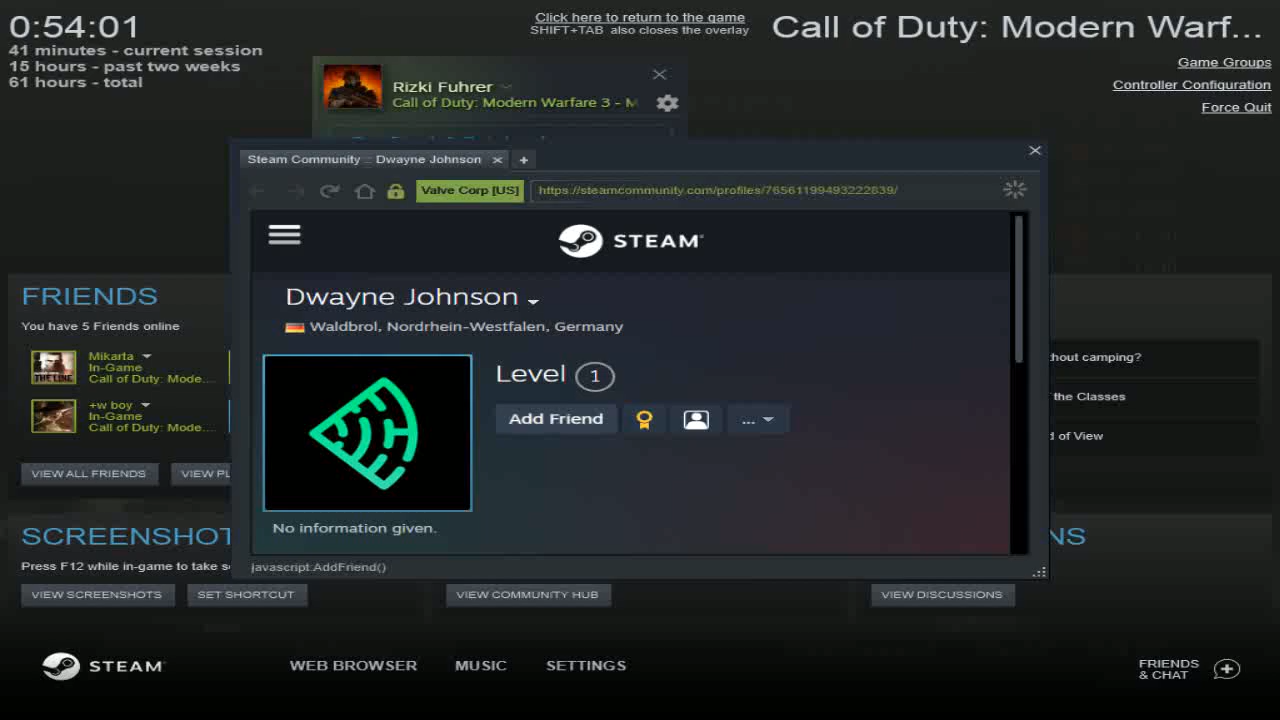 0:54:01
41 minutes - current session
15 hours - past two weeks
61 hours - total
Click here to return to the game
SHIFT+TAB also closes the overlay
Call of Duty: Modern Warf...
Game Groups
Controller Configuration
Force Quit
Rizki Fuhrer
Call of Duty: Modern Warfare 3 - M
Steam Community :: Dwayne Johnson
Valve Corp [US]
https://steamcommunity.com/profiles/76561199493222839/
STEAM
Dwayne Johnson
Waldbrol, Nordrhein-Westfalen, Germany
Level 1
Add Friend
...
No information given.
javascript:AddFriend()
FRIENDS
You have 5 Friends online
Mikarta
In-Game
Call of Duty: Mode....
+w boy
In-Game
Call of Duty: Mode....
VIEW ALL FRIENDS
VIEW PL
hout camping?
the Classes
d of View
SCREENSHOT
Press F12 while in-game to take s
VIEW SCREENSHOTS
SET SHORTCUT
VIEW COMMUNITY HUB
NS
VIEW DISCUSSIONS
STEAM
WEB BROWSER
MUSIC
SETTINGS
FRIENDS
& CHAT